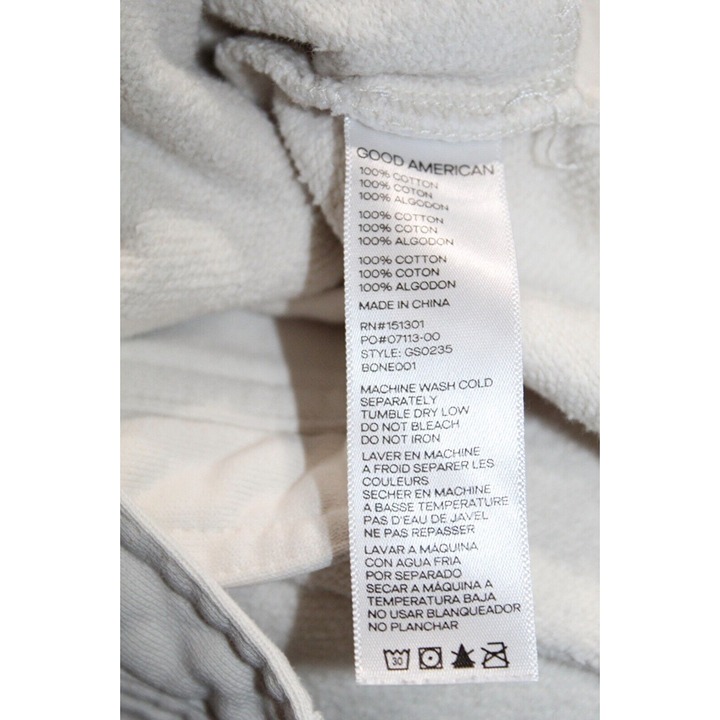 GOOD AMERICAN
100% COTTON
100% COTON
100% ALGODON
100% COTTON
100% COTON
100% ALGODON
100% COTTON
100% COTON
100% ALGODON
MADE IN CHINA
RN#151301
PO#07113-00
STYLE: GS0235
BONE001
MACHINE WASH COLD
SEPARATELY
TUMBLE DRY LOW
DO NOT BLEACH
DO NOT IRON
LAVER EN MACHINE
A FROID SEPARER LES
COULEURS
SECHER EN MACHINE
A BASSE TEMPERATURE
PAS D'EAU DE JAVEL
NE PAS REPASSER
LAVAR A MÁQUINA
CON AGUA FRIA
POR SEPARADO
SECAR A MÁQUINA A
TEMPERATURA BAJA
NO USAR BLANQUEADOR
NO PLANCHAR
30